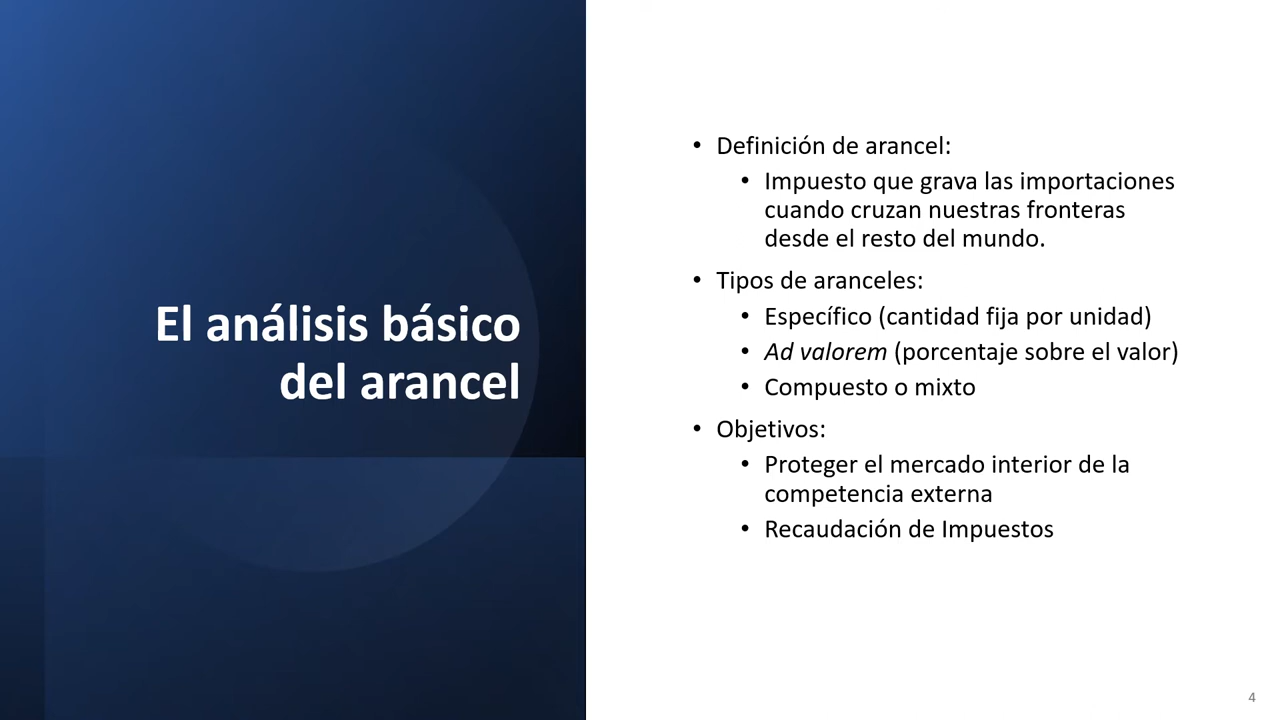 El análisis básico
del arancel
• Definición de arancel:
• Impuesto que grava las importaciones
cuando cruzan nuestras fronteras
desde el resto del mundo.
• Tipos de aranceles:
• Específico (cantidad fija por unidad)
• Ad valorem (porcentaje sobre el valor)
• Compuesto o mixto
• Objetivos:
• Proteger el mercado interior de la
competencia externa
• Recaudación de Impuestos
4